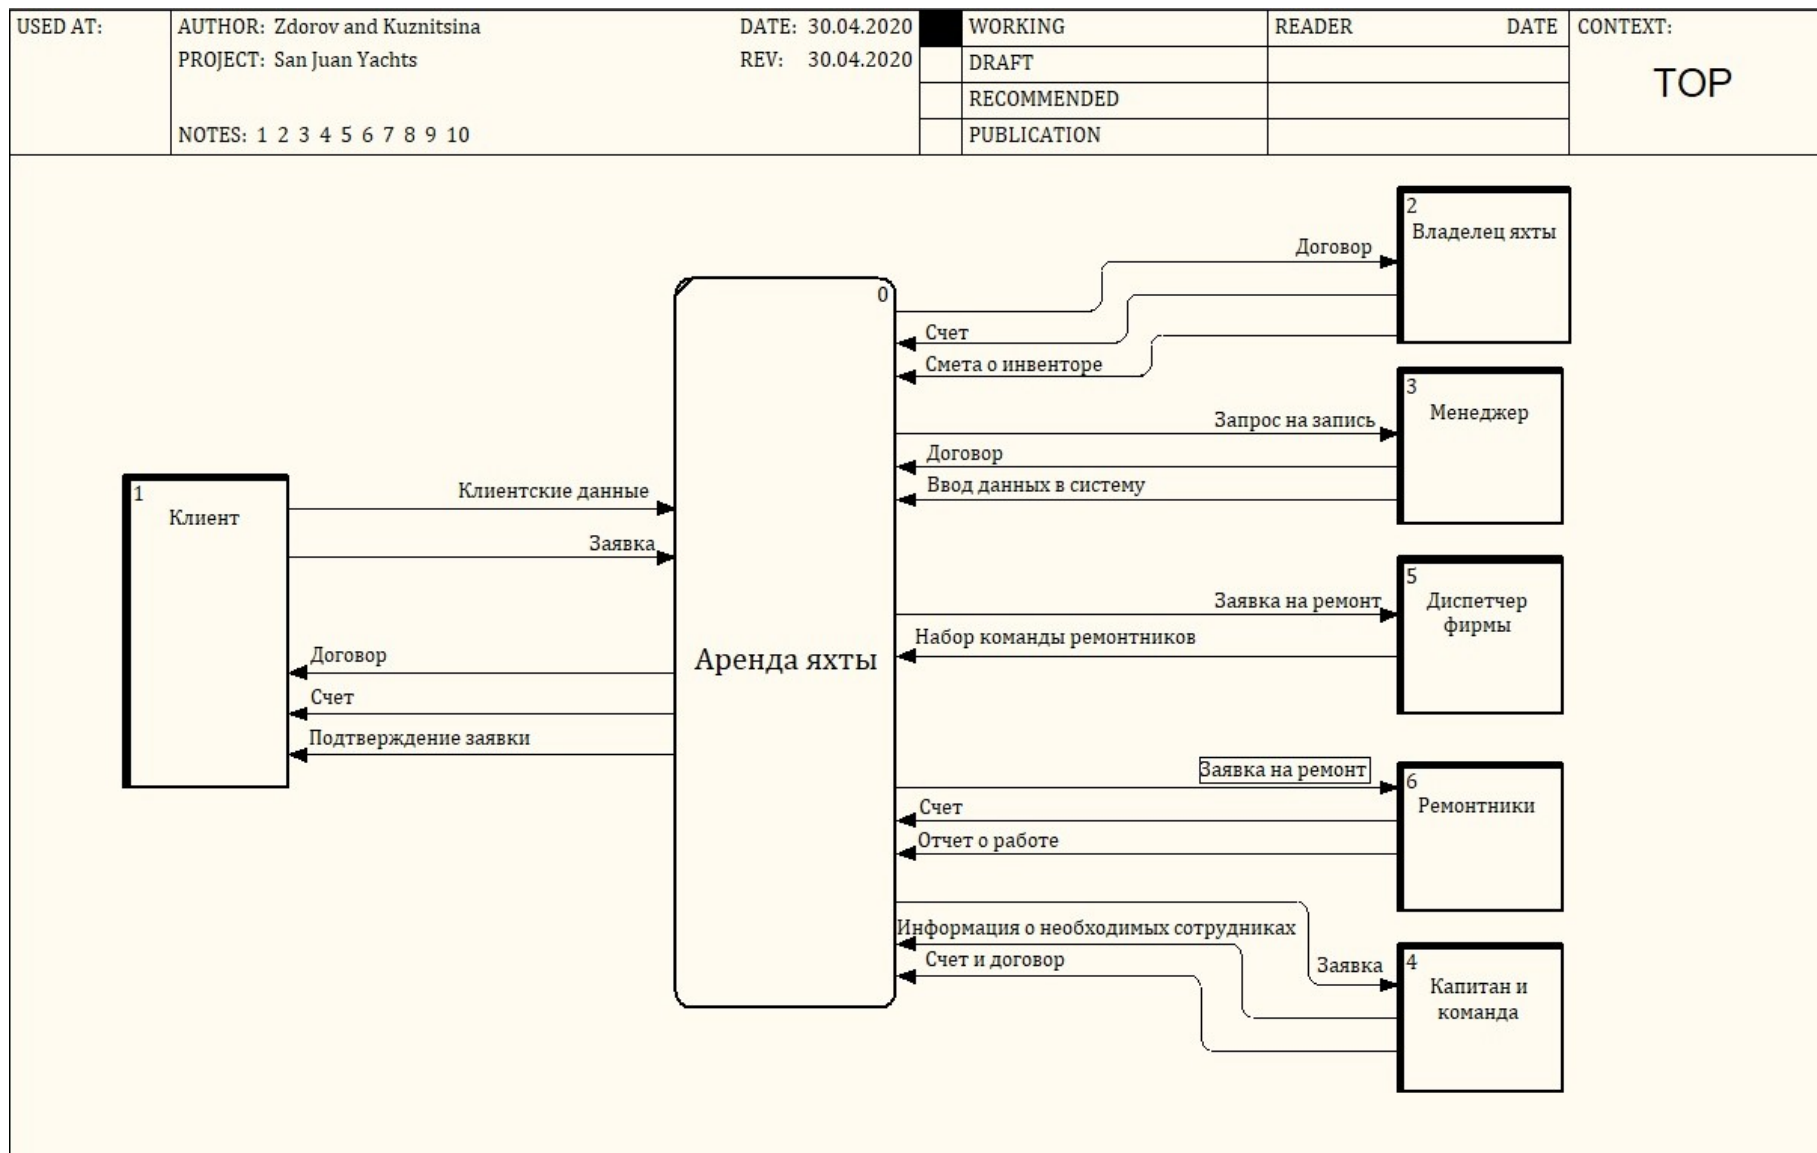 USED AT:
AUTHOR: Zdorov and Kuznitsina
DATE: 30.04.2020
PROJECT: San Juan Yachts
REV: 30.04.2020
NOTES: 1 2 3 4 5 6 7 8 9 10
WORKING
DRAFT
RECOMMENDED
PUBLICATION
READER DATE
CONTEXT:
TOP
1
Клиент
Клиентские данные
Заявка
Договор
Счет
Подтверждение заявки
0
Аренда яхты
Договор
Счет
Смета о инвенторе
2
Владелец яхты
Запрос на запись
Договор
Ввод данных в систему
3
Менеджер
Заявка на ремонт
Набор команды ремонтников
5
Диспетчер
фирмы
Заявка на ремонт
Счет
Отчет о работе
6
Ремонтники
Информация о необходимых сотрудниках
Счет и договор
Заявка
4
Капитан и
команда